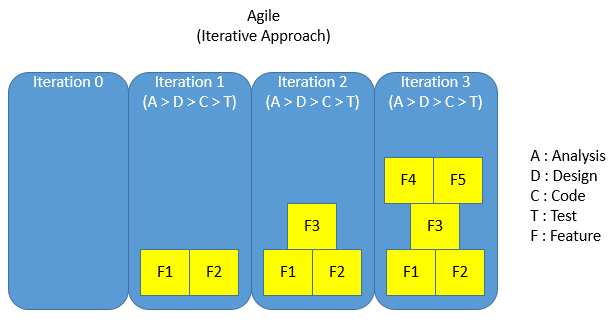 Agile
(Iterative Approach)
Iteration 0
Iteration 1
(A > D > C > T)
Iteration 2
(A > D > C > T)
Iteration 3
(A > D > C > T)
F1 F2
F3
F1 F2
F4 F5
F3
F1 F2
A : Analysis
D : Design
C : Code
T : Test
F : Feature